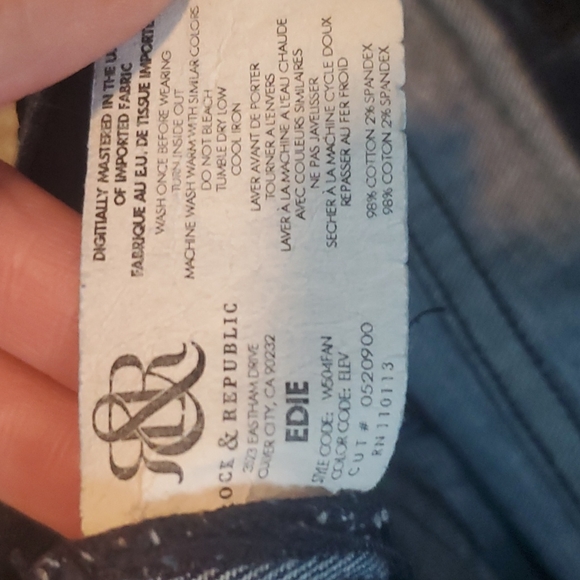 DIGITIALLY MASTERED IN THE U.
OF IMPORTED FABRIC
FABRIQUE AU E.U. DE TISSUE IMPORTE
WASH ONCE BEFORE WEARING
TURN INSIDE OUT
MACHINE WASH WARM WITH SIMILAR COLORS
DO NOT BLEACH
TUMBLE DRY LOW
COOL IRON
LAVER AVANT DE PORTER
TOURNER A L'ENVERS
LAVER À LA MACHINE A L'EAU CHAUDE
AVEC COULEURS SIMILAIRES
NE PAS JAVELISSER
SECHER À LA MACHINE CYCLE DOUX
REPASSER AU FER FROID
98% COTTON 2% SPANDEX
98% COTON 2% SPANDEX
R&R
OCK & REPUBLIC
3523 EASTHAM DRIVE
CULVER CITY, CA 90232
EDIE
STYLE CODE: W504FAN
COLOR CODE: ELEV
CUT # 0520900
RN 110113